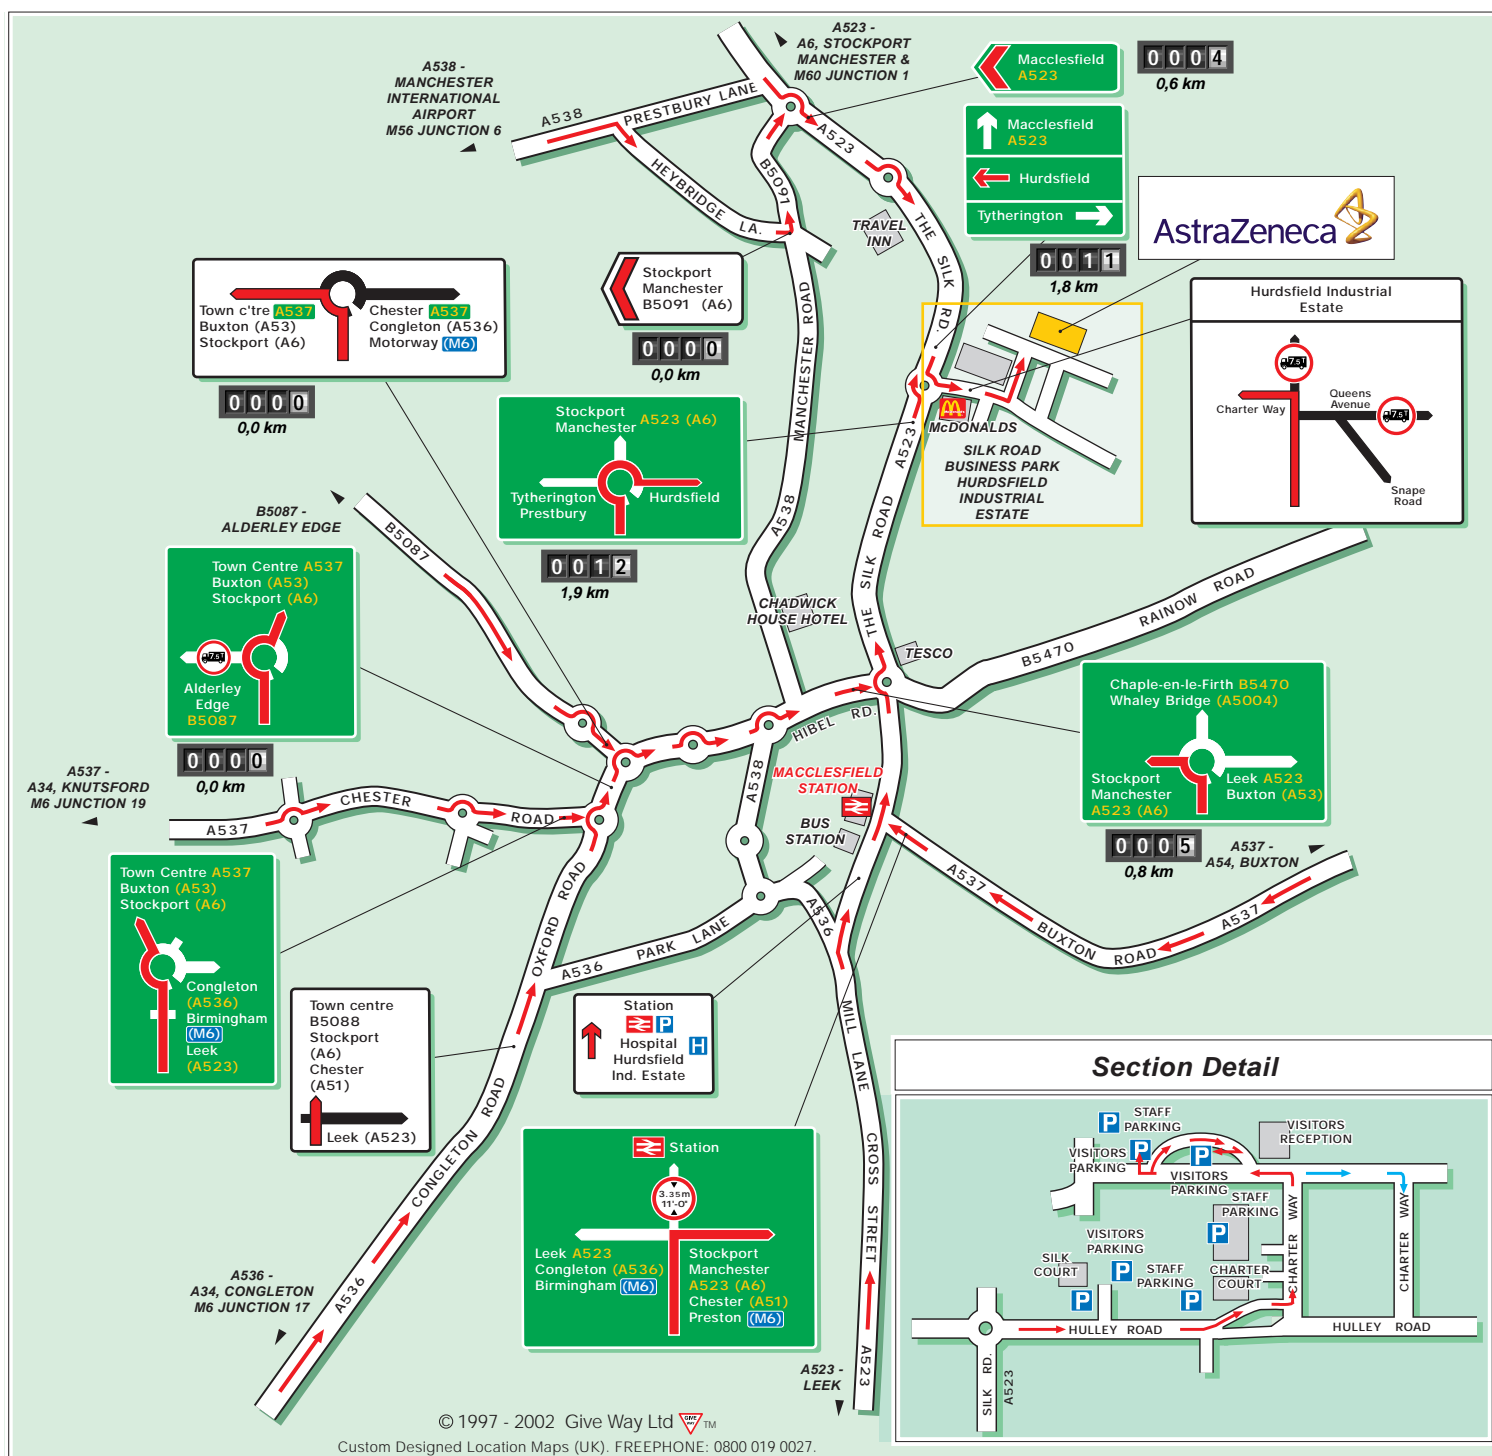 A523 -
A6, STOCKPORT
MANCHESTER &
M60 JUNCTION 1
A538 -
MANCHESTER
INTERNATIONAL
AIRPORT
M56 JUNCTION 6
Macclesfield
A523
0 0 0 4
0,6 km
Macclesfield
A523
Hurdsfield
Tytherington
0 0 1 1
1,8 km
AstraZeneca
A538
PRESTBURY LANE
A523
HEYBRIDGE LA.
B5091
TRAVEL
INN
THE SILK RD.
Town c'tre A537
Buxton (A53)
Stockport (A6)
Chester A537
Congleton (A536)
Motorway (M6)
0 0 0 0
0,0 km
Stockport
Manchester
B5091 (A6)
0 0 0 0
0,0 km
MANCHESTER ROAD
A538
Hurdsfield Industrial
Estate
7.5T
Charter Way
Queens
Avenue
7.5T
Snape
Road
Stockport
Manchester
A523 (A6)
Tytherington
Prestbury
Hurdsfield
0 0 1 2
1,9 km
McDONALDS
SILK ROAD
BUSINESS PARK
HURDSFIELD
INDUSTRIAL
ESTATE
A523
THE SILK ROAD
B5087 -
ALDERLEY EDGE
B5087
Town Centre A537
Buxton (A53)
Stockport (A6)
7.5T
Alderley
Edge
B5087
0 0 0 0
0,0 km
CHADWICK
HOUSE HOTEL
TESCO
B5470
RAINOW ROAD
HIBEL RD.
Chaple-en-le-Firth B5470
Whaley Bridge (A5004)
Stockport
Manchester
A523 (A6)
Leek A523
Buxton (A53)
0 0 0 5
0,8 km
A537 -
A34, KNUTSFORD
M6 JUNCTION 19
A537
CHESTER ROAD
A538
MACCLESFIELD
STATION
BUS
STATION
A537 -
A54, BUXTON
A537
BUXTON ROAD
A537
Town Centre A537
Buxton (A53)
Stockport (A6)
Congleton
(A536)
Birmingham
(M6)
Leek
(A523)
OXFORD ROAD
A536
PARK LANE
A536
Town centre
B5088
Stockport
(A6)
Chester
(A51)
Leek (A523)
Station
P
Hospital
H
Hurdsfield
Ind. Estate
MILL LANE
CROSS STREET
A523
CONGLETON ROAD
A536
Station
3.35m
11'-0"
Leek A523
Congleton (A536)
Birmingham (M6)
Stockport
Manchester
A523 (A6)
Chester (A51)
Preston (M6)
A536 -
A34, CONGLETON
M6 JUNCTION 17
A523 -
LEEK
Section Detail
STAFF
PARKING
P
P
P
VISITORS
PARKING
VISITORS
RECEPTION
VISITORS
PARKING
STAFF
PARKING
P
VISITORS
PARKING
P
SILK
COURT
P
STAFF
PARKING
P
CHARTER
COURT
CHARTER WAY
CHARTER WAY
HULLEY ROAD
HULLEY ROAD
SILK RD.
A523
© 1997 - 2002 Give Way Ltd GIVE WAY TM
Custom Designed Location Maps (UK). FREEPHONE: 0800 019 0027.